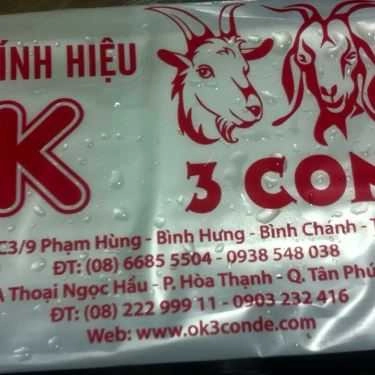 ÍNH HIỆU
K
3 CON
C3/9 Phạm Hùng - Bình Hưng - Bình Chánh - T
ĐT: (08) 6685 5504 - 0938 548 038
A Thoại Ngọc Hầu - P. Hòa Thạnh - Q. Tân Phú
ĐT: (08) 222 999 11 - 0903 232 416
Web: www.ok3conde.com